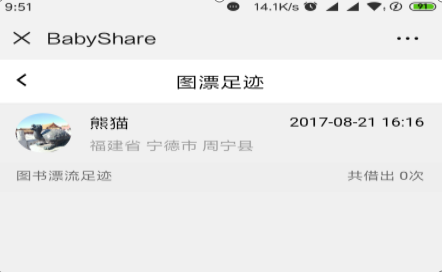 9:51 14.1K/s 91
BabyShare
图漂足迹
熊猫 2017-08-21 16:16
福建省 宁德市 周宁县
图书漂流足迹 共借出 0次